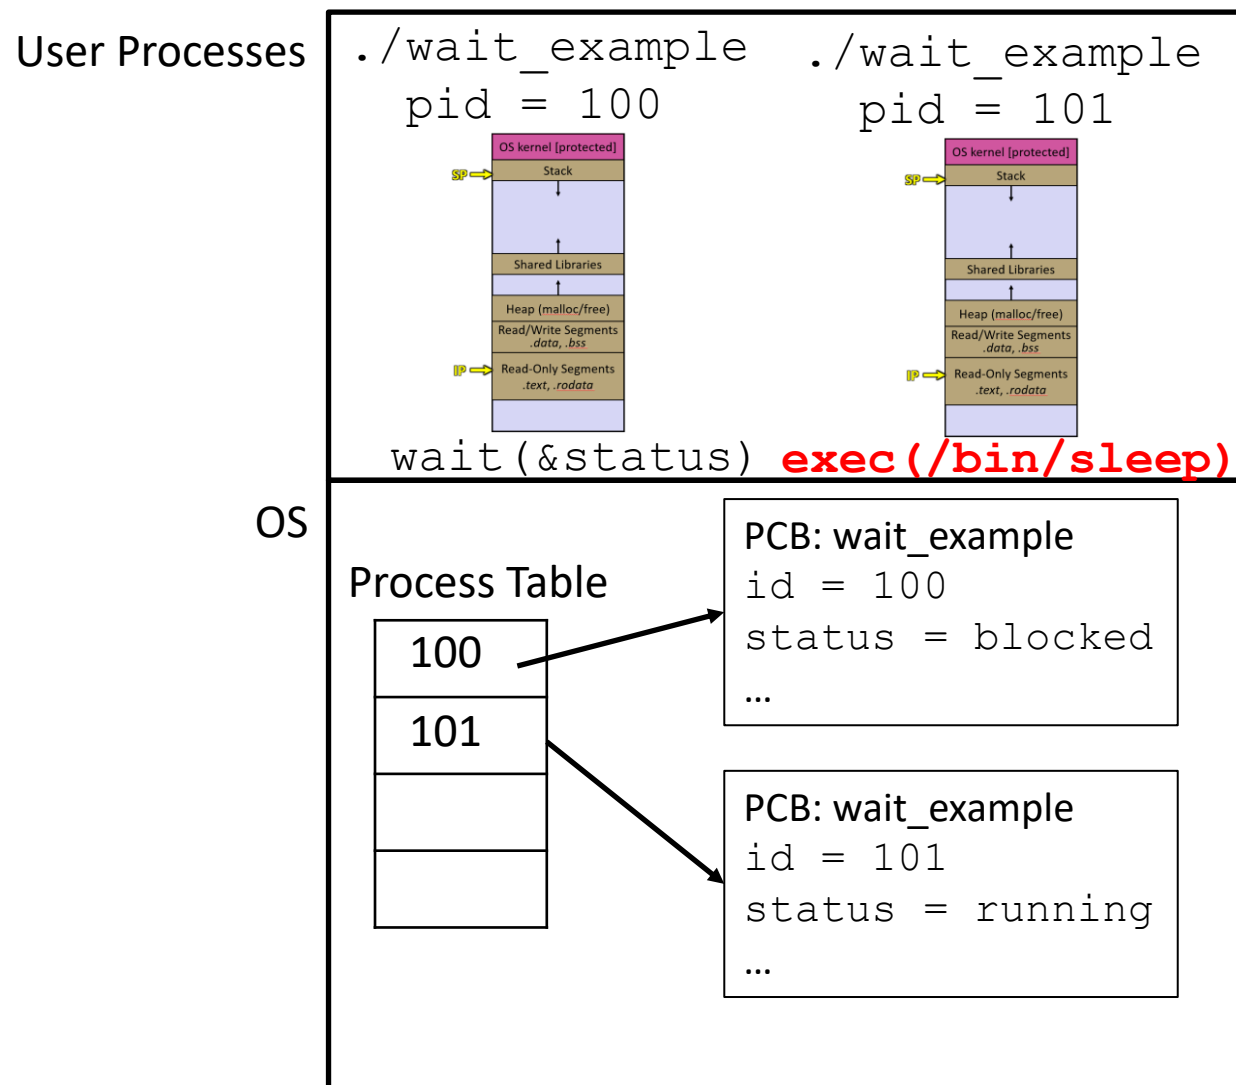 User Processes
./wait_example
pid = 100
OS kernel [protected]
Stack
SP
Shared Libraries
Heap (malloc/free)
Read/Write Segments
.data, .bss
IP
Read-Only Segments
.text, .rodata
wait(&status)
./wait_example
pid = 101
OS kernel [protected]
Stack
SP
Shared Libraries
Heap (malloc/free)
Read/Write Segments
.data, .bss
IP
Read-Only Segments
.text, .rodata
exec(/bin/sleep)
OS
Process Table
100
101
PCB: wait_example
id = 100
status = blocked
…
PCB: wait_example
id = 101
status = running
…